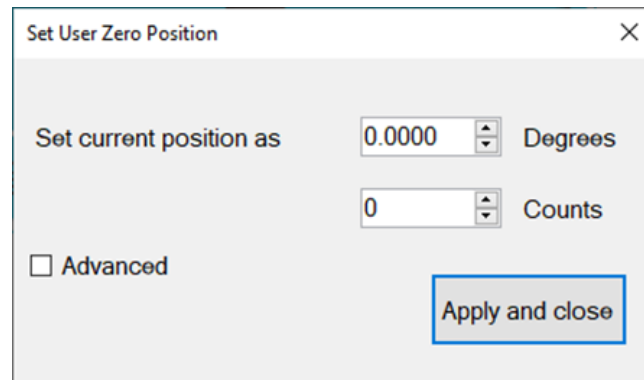 Set User Zero Position
Set current position as 0.0000 Degrees
0 Counts
Advanced
Apply and close